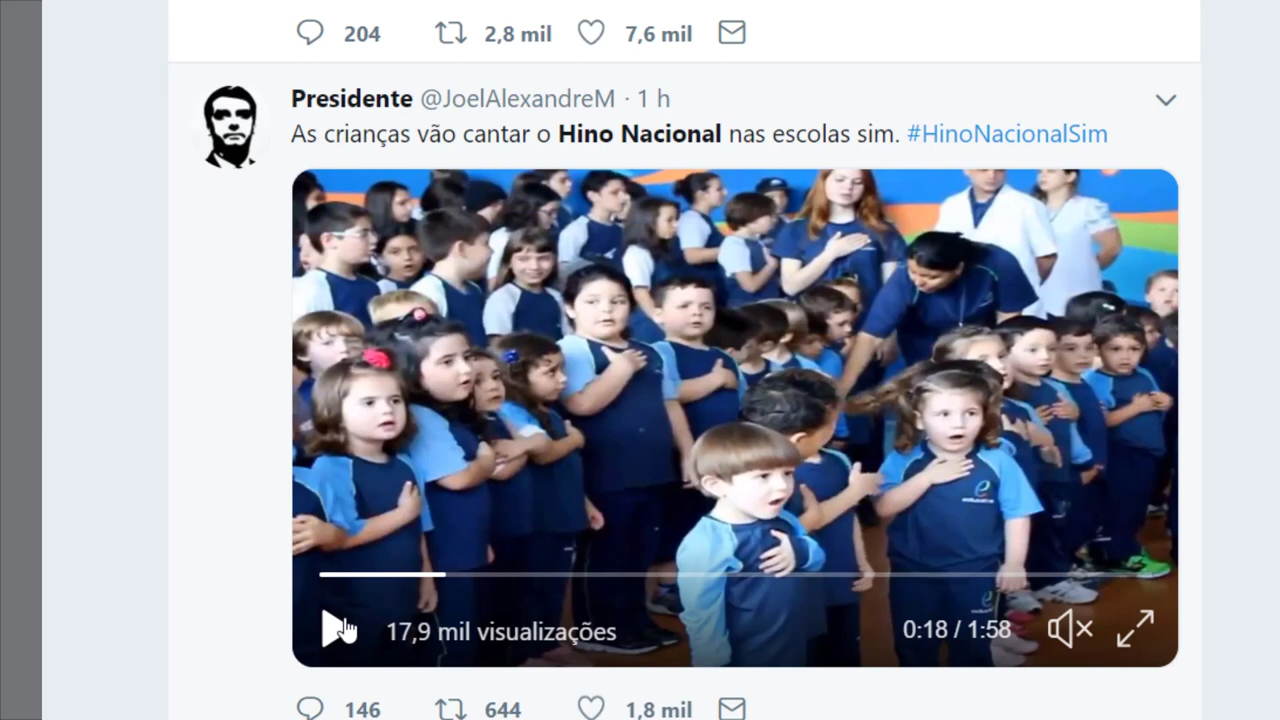 204 2,8 mil 7,6 mil
Presidente @JoelAlexandreM · 1 h
As crianças vão cantar o Hino Nacional nas escolas sim. #HinoNacionalSim
17,9 mil visualizações 0:18 / 1:58
146 644 1,8 mil